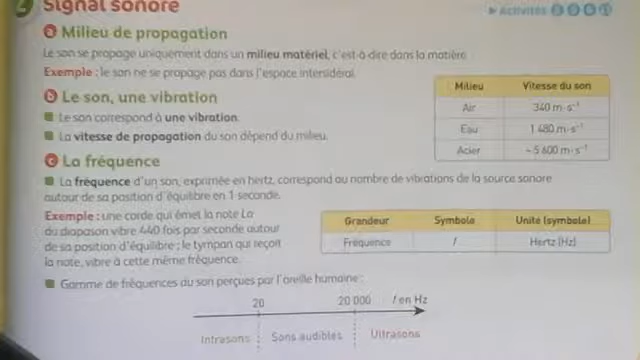 2 Signal sonore
▶ Activités
a Milieu de propagation
Le son se propage uniquement dans un milieu matériel, c'est-à-dire dans la matière.
Exemple : le son ne se propage pas dans l'espace intersidéral.
b Le son, une vibration
Le son correspond à une vibration.
La vitesse de propagation du son dépend du milieu.
Milieu Vitesse du son
Air 340 m·s⁻¹
Eau 1 480 m·s⁻¹
Acier ~ 5 600 m·s⁻¹
c La fréquence
La fréquence d'un son, exprimée en hertz, correspond au nombre de vibrations de la source sonore
autour de sa position d'équilibre en 1 seconde.
Exemple : une corde qui émet la note La
du diapason vibre 440 fois par seconde autour
de sa position d'équilibre ; le tympan qui reçoit
la note, vibre à cette même fréquence.
Grandeur Symbole Unité (symbole)
Fréquence f Hertz (Hz)
Gamme de fréquences du son perçues par l'oreille humaine :
20 20 000 f en Hz
Infrasons Sons audibles Ultrasons